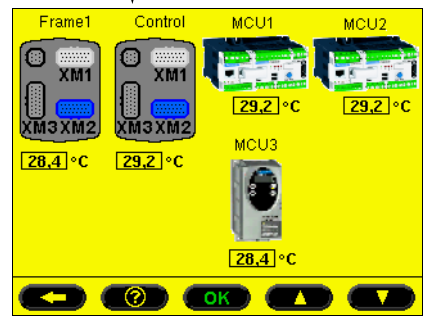 Frame1 Control MCU1 MCU2
XM1 XM1
XM3 XM2 XM3 XM2
29,2 °C 29,2 °C
28,4 °C 29,2 °C
MCU3
28,4 °C
? OK